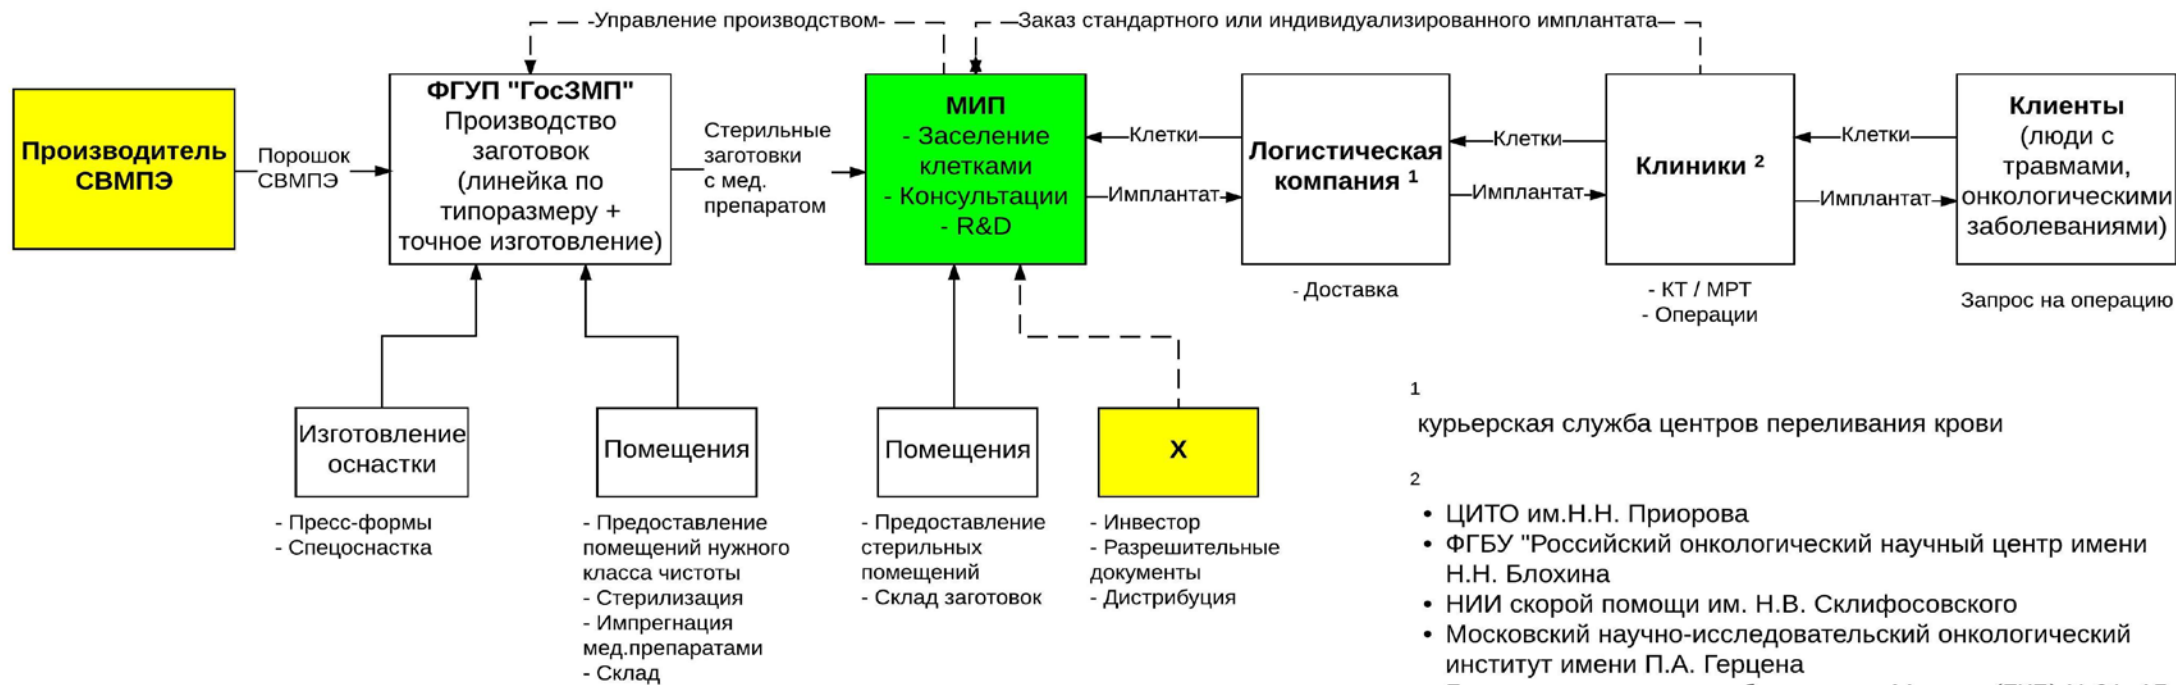 -Управление производством-
-Заказ стандартного или индивидуализированного имплантата-
Производитель
СВМПЭ
Порошок
СВМПЭ
ФГУП "ГосЗМП"
Производство
заготовок
(линейка по
типоразмеру +
точное изготовление)
Стерильные
заготовки
с мед.
препаратом
МИП
- Заселение
клетками
- Консультации
- R&D
Клетки
Имплантат
Логистическая
компания 1
- Доставка
Клетки
Имплантат
Клиники 2
- КТ / МРТ
- Операции
Клетки
Имплантат
Клиенты
(люди с
травмами,
онкологическими
заболеваниями)
Запрос на операцию
Изготовление
оснастки
- Пресс-формы
- Спецоснастка
Помещения
- Предоставление
помещений нужного
класса чистоты
- Стерилизация
- Импрегнация
мед.препаратами
- Склад
Помещения
- Предоставление
стерильных
помещений
- Склад заготовок
X
- Инвестор
- Разрешительные
документы
- Дистрибуция
1
курьерская служба центров переливания крови
2
• ЦИТО им.Н.Н. Приорова
• ФГБУ "Российский онкологический научный центр имени
Н.Н. Блохина
• НИИ скорой помощи им. Н.В. Склифосовского
• Московский научно-исследовательский онкологический
институт имени П.А. Герцена